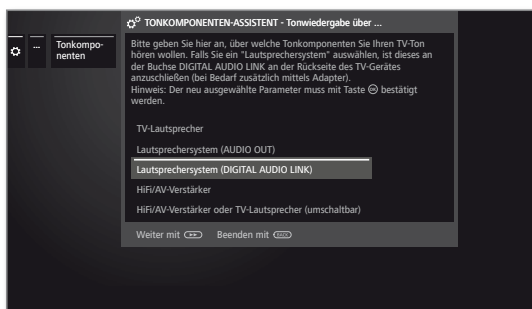 TONKOMPONENTEN-ASSISTENT - Tonwiedergabe über ...
...
Tonkompo-
nenten
Bitte geben Sie hier an, über welche Tonkomponenten Sie Ihren TV-Ton
hören wollen. Falls Sie ein "Lautsprechersystem" auswählen, ist dieses an
der Buchse DIGITAL AUDIO LINK an der Rückseite des TV-Gerätes
anzuschließen (bei Bedarf zusätzlich mittels Adapter).
Hinweis: Der neu ausgewählte Parameter muss mit Taste OK bestätigt
werden.
TV-Lautsprecher
Lautsprechersystem (AUDIO OUT)
Lautsprechersystem (DIGITAL AUDIO LINK)
HiFi/AV-Verstärker
HiFi/AV-Verstärker oder TV-Lautsprecher (umschaltbar)
Weiter mit Beenden mit BACK